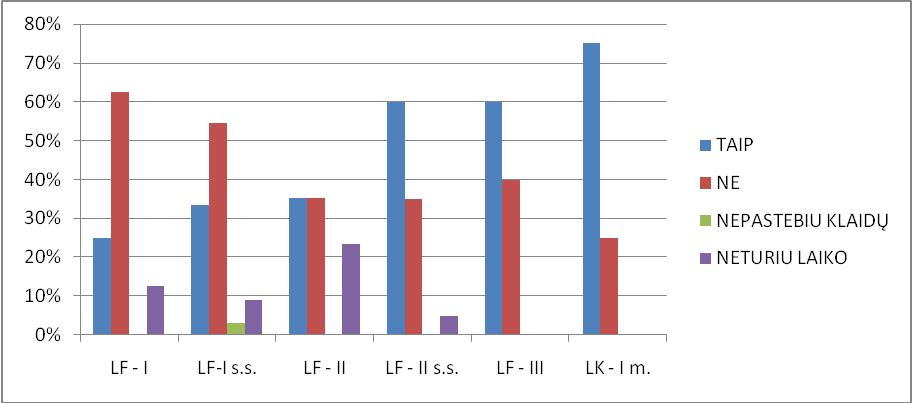 80%
70%
60%
50%
40%
30%
20%
10%
0%
LF - I
LF-I s.s.
LF - II
LF - II s.s.
LF - III
LK - I m.
TAIP
NE
NEPASTEBIU KLAIDŲ
NETURIU LAIKO